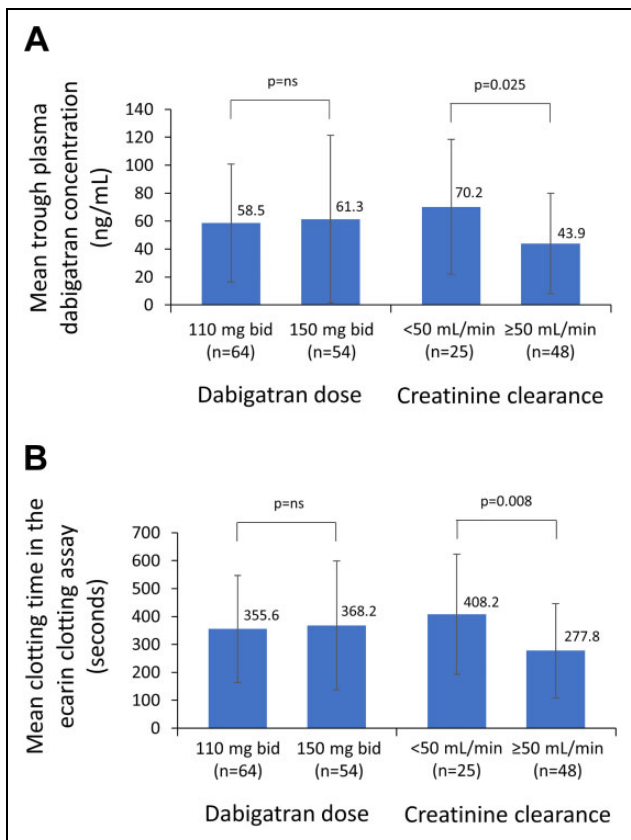 A
p=ns
p=0.025
Mean trough plasma
dabigatran concentration
(ng/mL)
140
120
100
80
60
40
20
0
58.5
61.3
70.2
43.9
110 mg bid
(n=64)
150 mg bid
(n=54)
<50 mL/min
(n=25)
≥50 mL/min
(n=48)
Dabigatran dose
Creatinine clearance
B
p=ns
p=0.008
Mean clotting time in the
ecarin clotting assay
(seconds)
700
600
500
400
300
200
100
0
355.6
368.2
408.2
277.8
110 mg bid
(n=64)
150 mg bid
(n=54)
<50 mL/min
(n=25)
≥50 mL/min
(n=48)
Dabigatran dose
Creatinine clearance